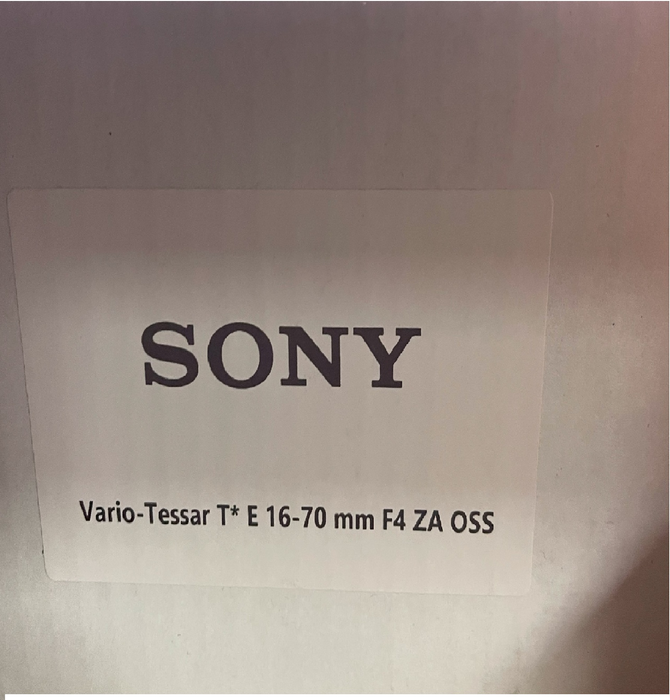 SONY
Vario-Tessar T* E 16-70 mm F4 ZA OSS